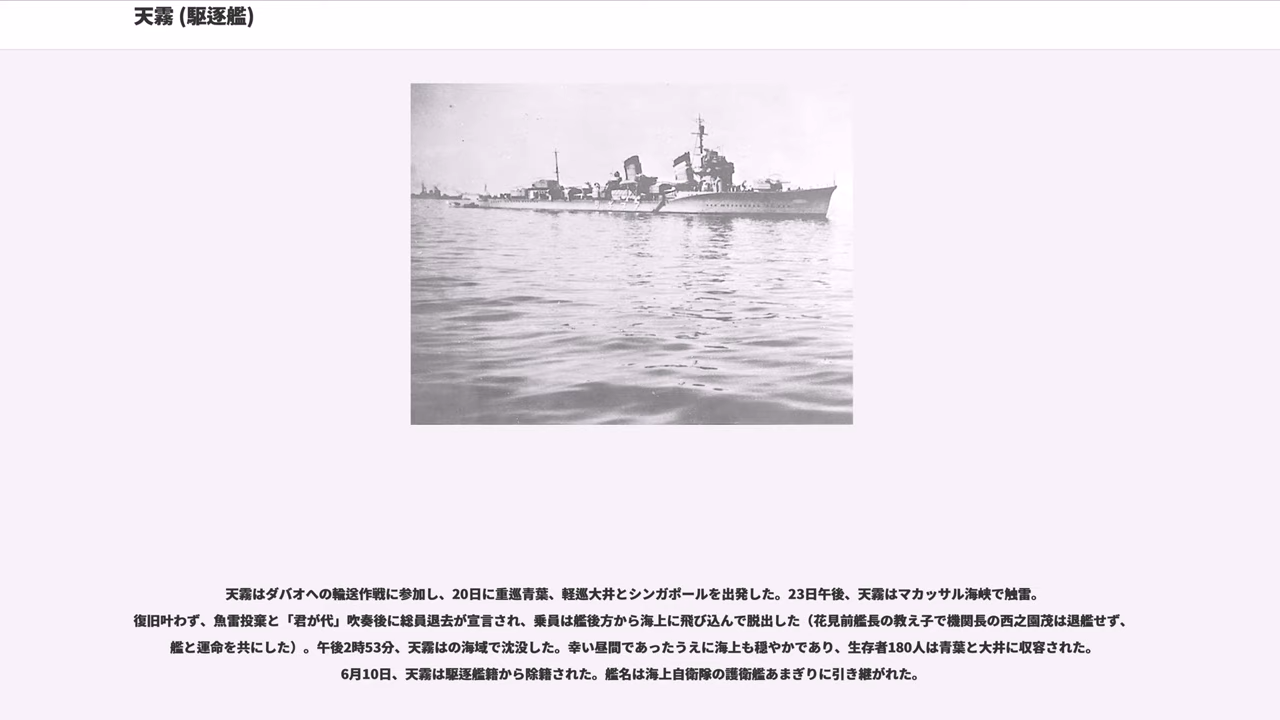 天霧 (駆逐艦)
天霧はダバオへの輪送作戦に参加し、20日に重巡青葉、軽巡大井とシンガポールを出発した。23日午後、天霧はマカッサル海峡で触雷。
復旧叶わず、魚雷投棄と「君が代」吹奏後に総員退去が宣言され、乗員は艦後方から海上に飛び込んで脱出した（花見前艦長の教え子で機関長の西之園茂は退艦せず、
艦と運命を共にした）。午後2時53分、天霧はの海域で沈没した。幸い昼間であったうえに海上も穏やかであり、生存者180人は青葉と大井に収容された。
6月10日、天霧は駆逐艦籍から除籍された。艦名は海上自衛隊の護衛艦あまぎりに引き継がれた。